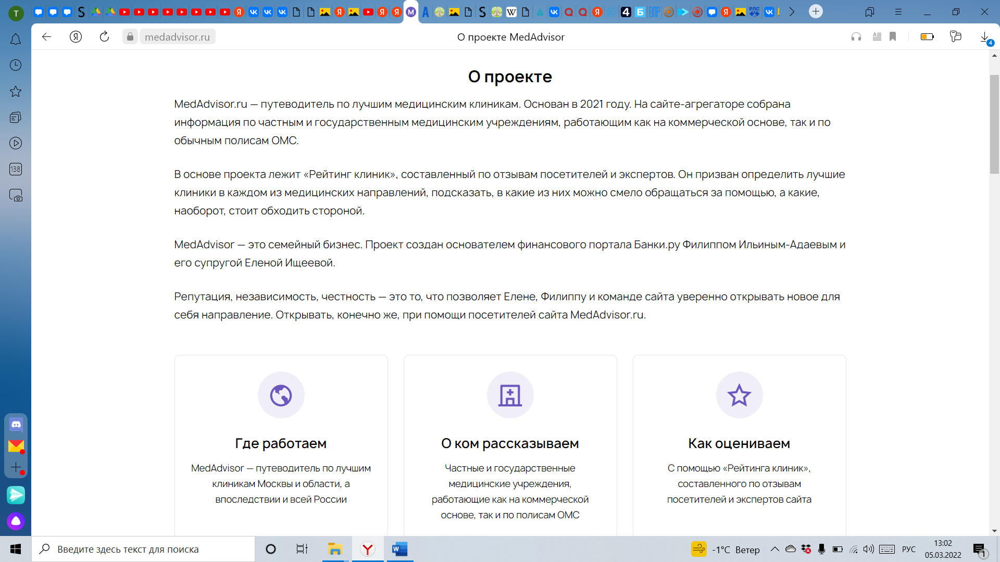 T
medadvisor.ru
О проекте MedAdvisor
4
138
О проекте
MedAdvisor.ru — путеводитель по лучшим медицинским клиникам. Основан в 2021 году. На сайте-агрегаторе собрана
информация по частным и государственным медицинским учреждениям, работающим как на коммерческой основе, так и по
обычным полисам ОМС.
В основе проекта лежит «Рейтинг клиник», составленный по отзывам посетителей и экспертов. Он призван определить лучшие
клиники в каждом из медицинских направлений, подсказать, в какие из них можно смело обращаться за помощью, а какие,
наоборот, стоит обходить стороной.
MedAdvisor — это семейный бизнес. Проект создан основателем финансового портала Банки.ру Филиппом Ильиным-Адаевым и
его супругой Еленой Ищеевой.
Репутация, независимость, честность — это то, что позволяет Елене, Филиппу и команде сайта уверенно открывать новое для
себя направление. Открывать, конечно же, при помощи посетителей сайта MedAdvisor.ru.
Где работаем
MedAdvisor — путеводитель по лучшим
клиникам Москвы и области, а
впоследствии и всей России
О ком рассказываем
Частные и государственные
медицинские учреждения,
работающие как на коммерческой
основе, так и по полисам ОМС
Как оцениваем
С помощью «Рейтинга клиник»,
составленного по отзывам
посетителей и экспертов сайта
Введите здесь текст для поиска
-1°C Ветер
РУС
13:02
05.03.2022
1